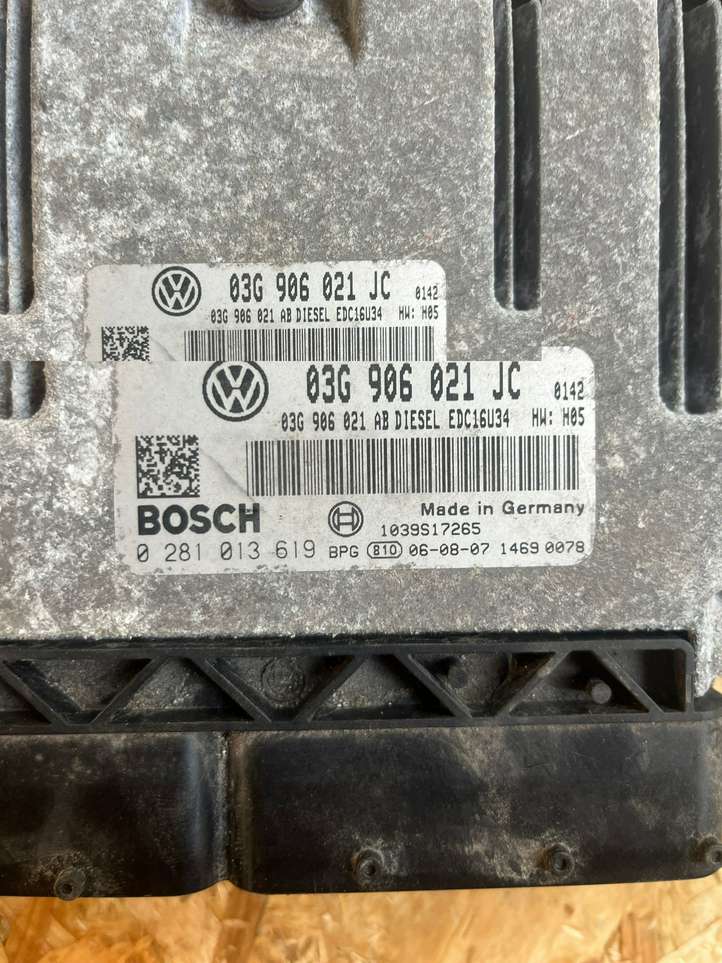 03G 906 021 JC 0142
03G 906 021 AB DIESEL EDC16U34 HW: H05
03G 906 021 JC 0142
03G 906 021 AB DIESEL EDC16U34 HW: H05
BOSCH Made in Germany
1039S17265
0 281 013 619 BPG 810 06-08-07 1469 0078